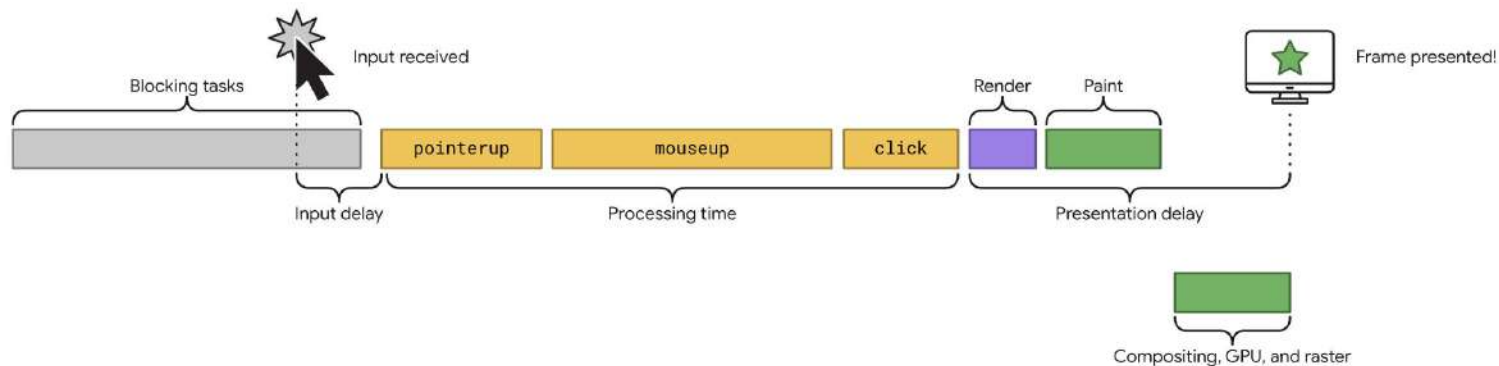 Input received
Frame presented!
Blocking tasks
Render
Paint
pointerup
mouseup
click
Input delay
Processing time
Presentation delay
Compositing, GPU, and raster